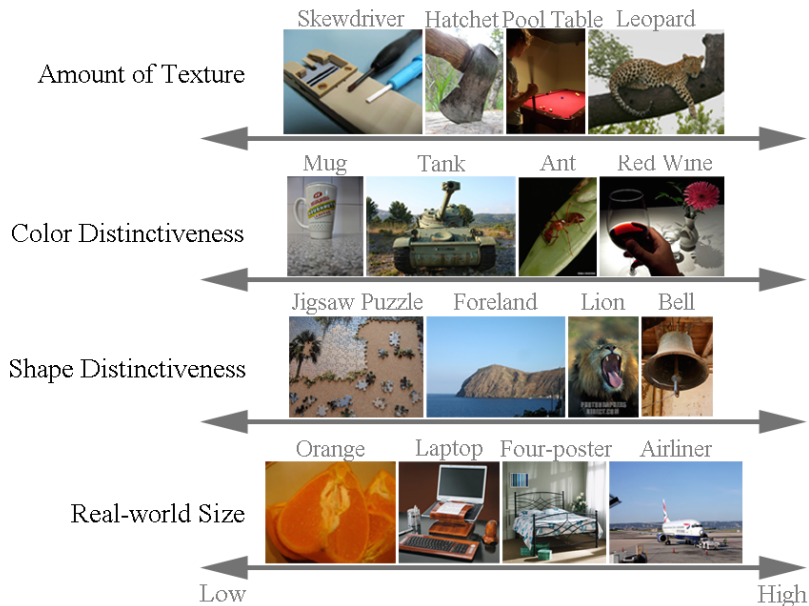 Skewdriver Hatchet Pool Table Leopard
Amount of Texture
Mug Tank Ant Red Wine
Color Distinctiveness
Jigsaw Puzzle Foreland Lion Bell
Shape Distinctiveness
Orange Laptop Four-poster Airliner
Real-world Size
Low High